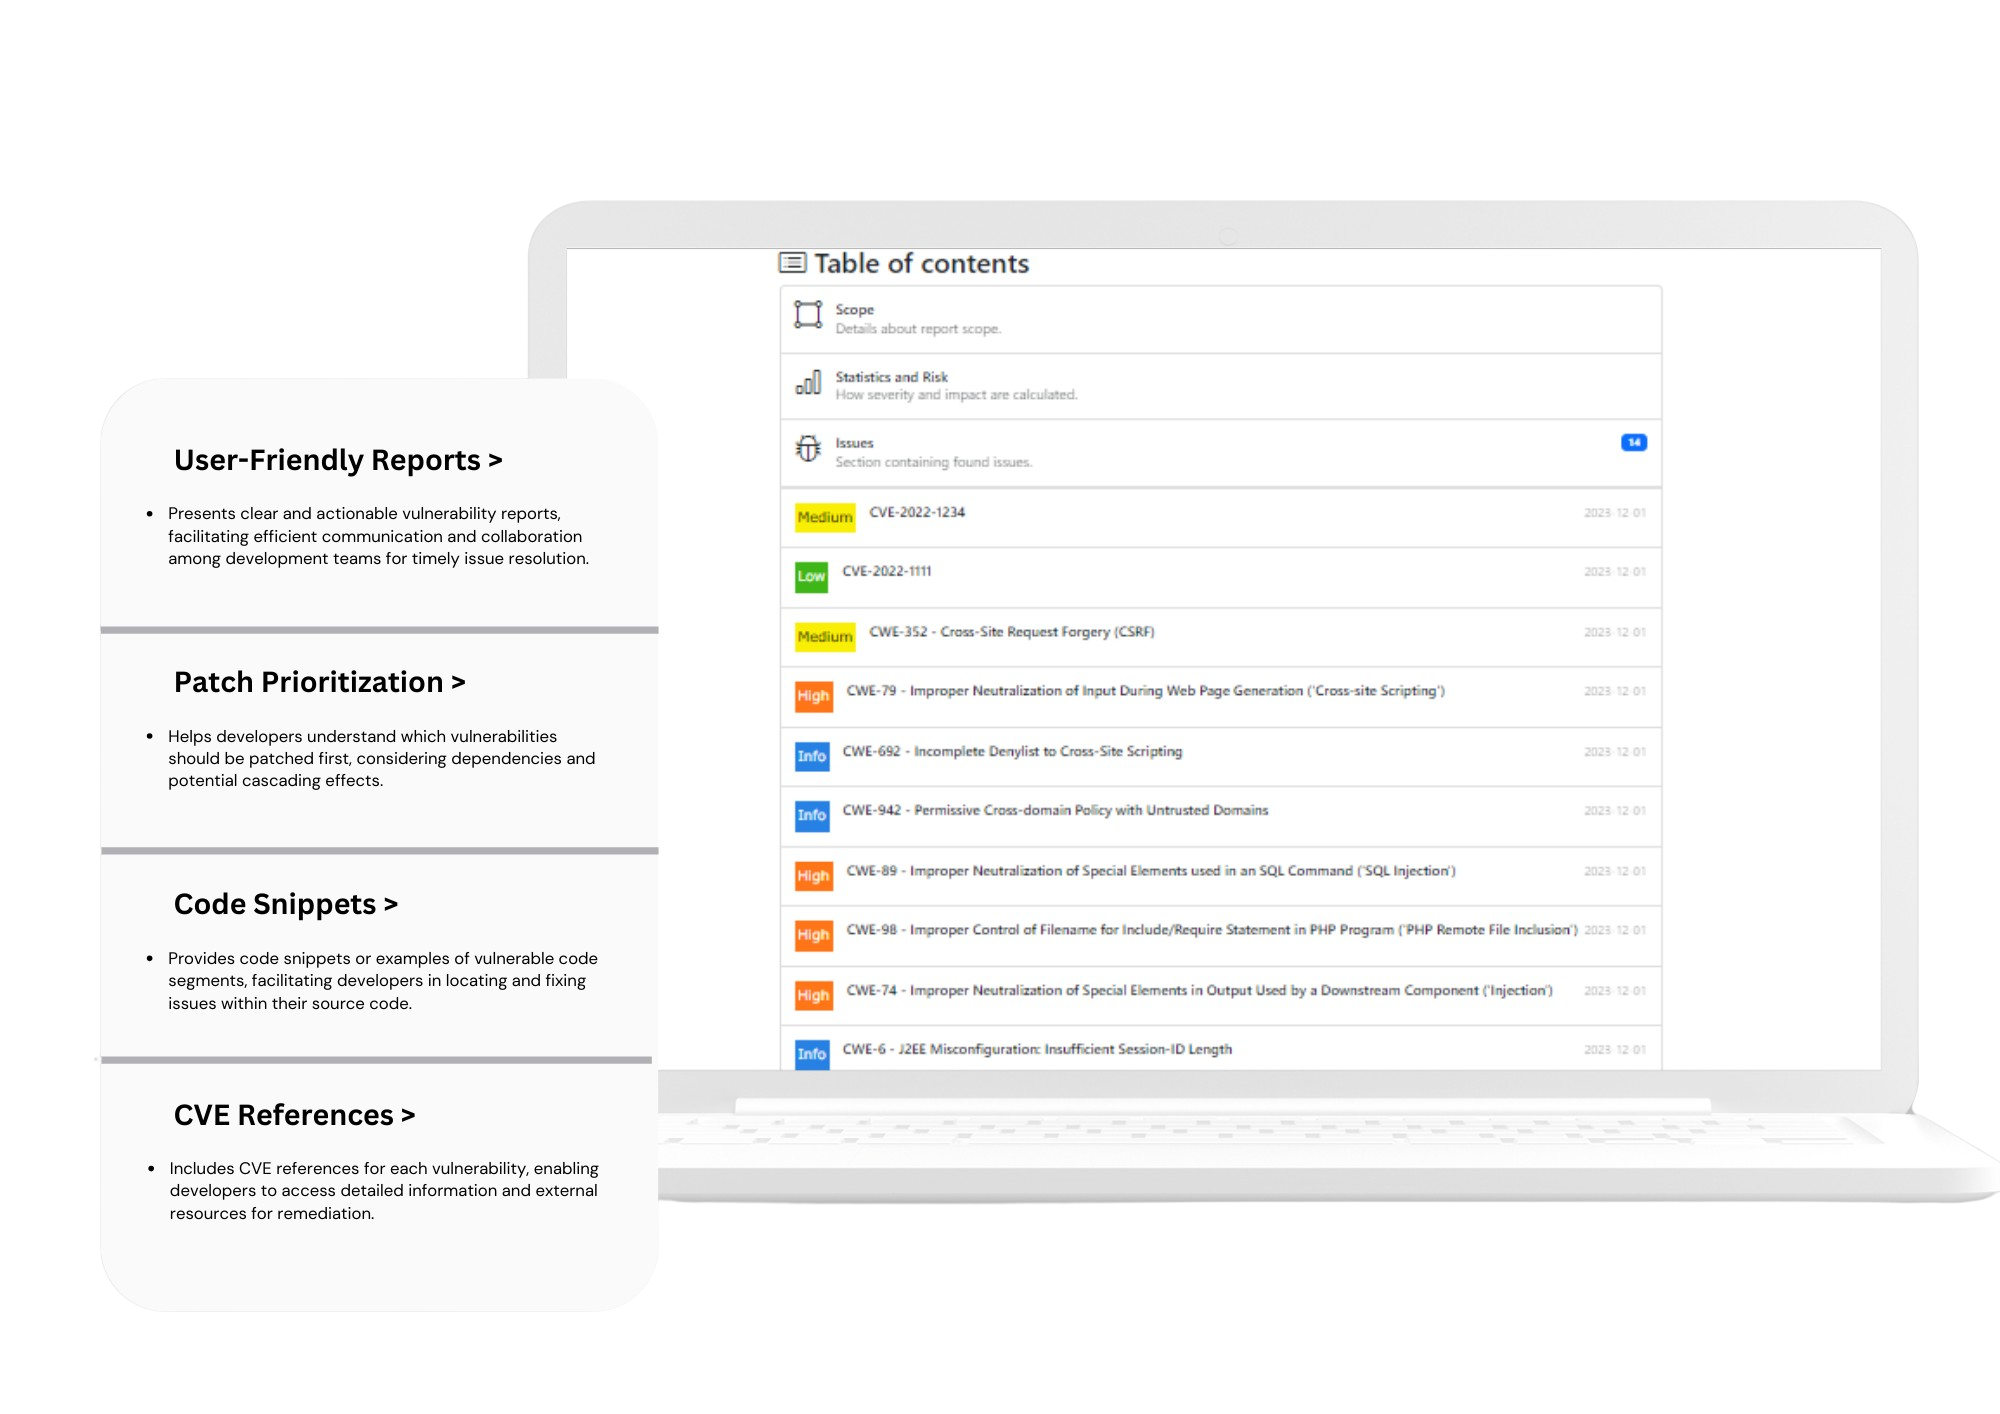 Table of contents
Scope
Details about report scope.
Statistics and Risk
How severity and impact are calculated.
Issues 14
Section containing found issues.
Medium CVE-2022-1234 2023-12-01
Low CVE-2022-1111 2023-12-01
Medium CWE-352 - Cross-Site Request Forgery (CSRF) 2023-12-01
High CWE-79 - Improper Neutralization of Input During Web Page Generation ('Cross-site Scripting') 2023-12-01
Info CWE-692 - Incomplete Denylist to Cross-Site Scripting 2023-12-01
Info CWE-942 - Permissive Cross-domain Policy with Untrusted Domains 2023-12-01
High CWE-89 - Improper Neutralization of Special Elements used in an SQL Command ('SQL Injection') 2023-12-01
High CWE-98 - Improper Control of Filename for Include/Require Statement in PHP Program ('PHP Remote File Inclusion') 2023-12-01
High CWE-74 - Improper Neutralization of Special Elements in Output Used by a Downstream Component ('Injection') 2023-12-01
Info CWE-6 - J2EE Misconfiguration: Insufficient Session-ID Length 2023-12-01
User-Friendly Reports >
• Presents clear and actionable vulnerability reports,
facilitating efficient communication and collaboration
among development teams for timely issue resolution.
Patch Prioritization >
• Helps developers understand which vulnerabilities
should be patched first, considering dependencies and
potential cascading effects.
Code Snippets >
• Provides code snippets or examples of vulnerable code
segments, facilitating developers in locating and fixing
issues within their source code.
CVE References >
• Includes CVE references for each vulnerability, enabling
developers to access detailed information and external
resources for remediation.